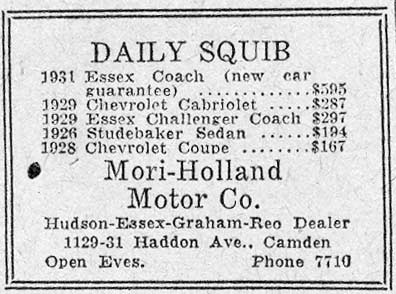 DAILY SQUIB
1931 Essex Coach (new car
guarantee) ............$595
1929 Chevrolet Cabriolet .....$287
1929 Essex Challenger Coach $297
1926 Studebaker Sedan ......$194
1928 Chevrolet Coupe .......$167
Mori-Holland
Motor Co.
Hudson-Essex-Graham-Reo Dealer
1129-31 Haddon Ave., Camden
Open Eves. Phone 7710